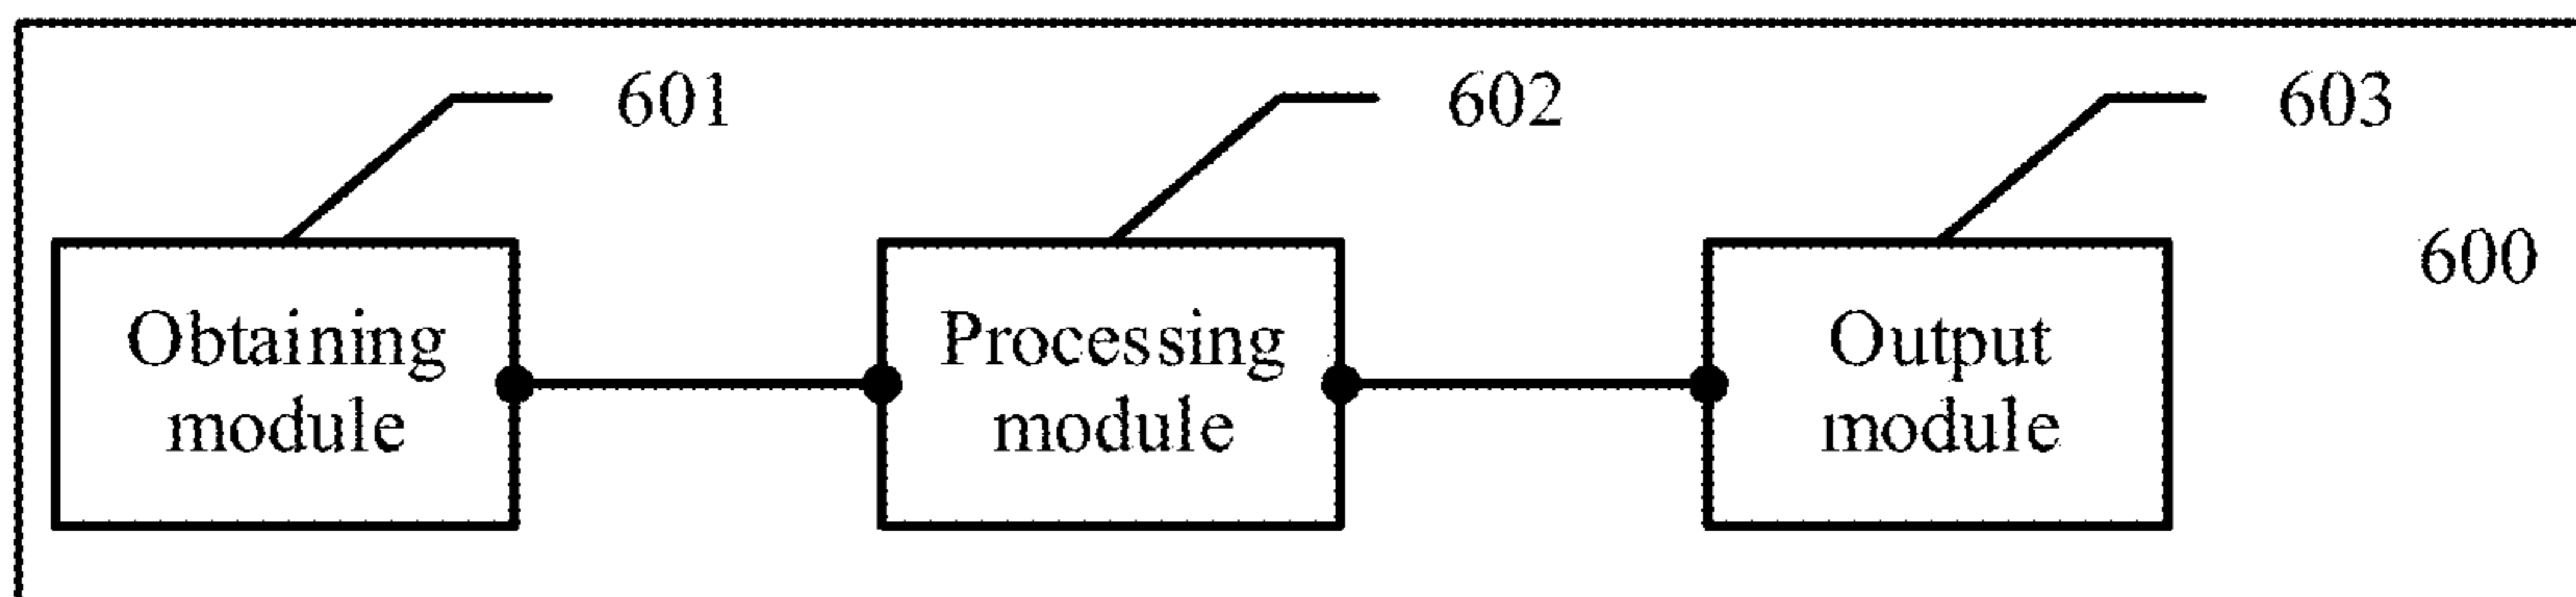 601
602
603
600
Obtaining
module
Processing
module
Output
module